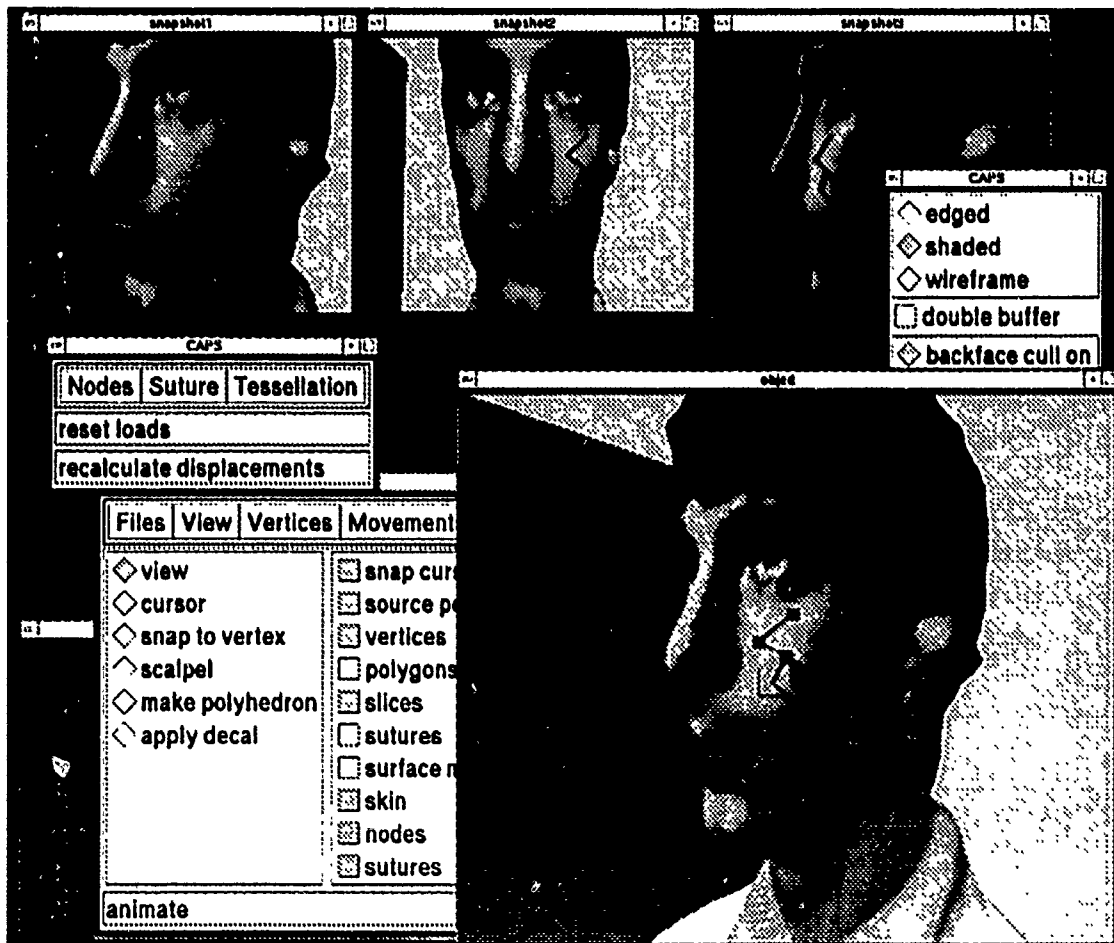 snapshot1
snapshot2
snapshot3
CAPS
edged
shaded
wireframe
double buffer
backface cull on
CAPS
Nodes Suture Tessellation
reset loads
recalculate displacements
object
Files View Vertices Movement
view
cursor
snap to vertex
scalpel
make polyhedron
apply decal
snap
source
vertices
polygons
slices
sutures
surface
skin
nodes
sutures
animate